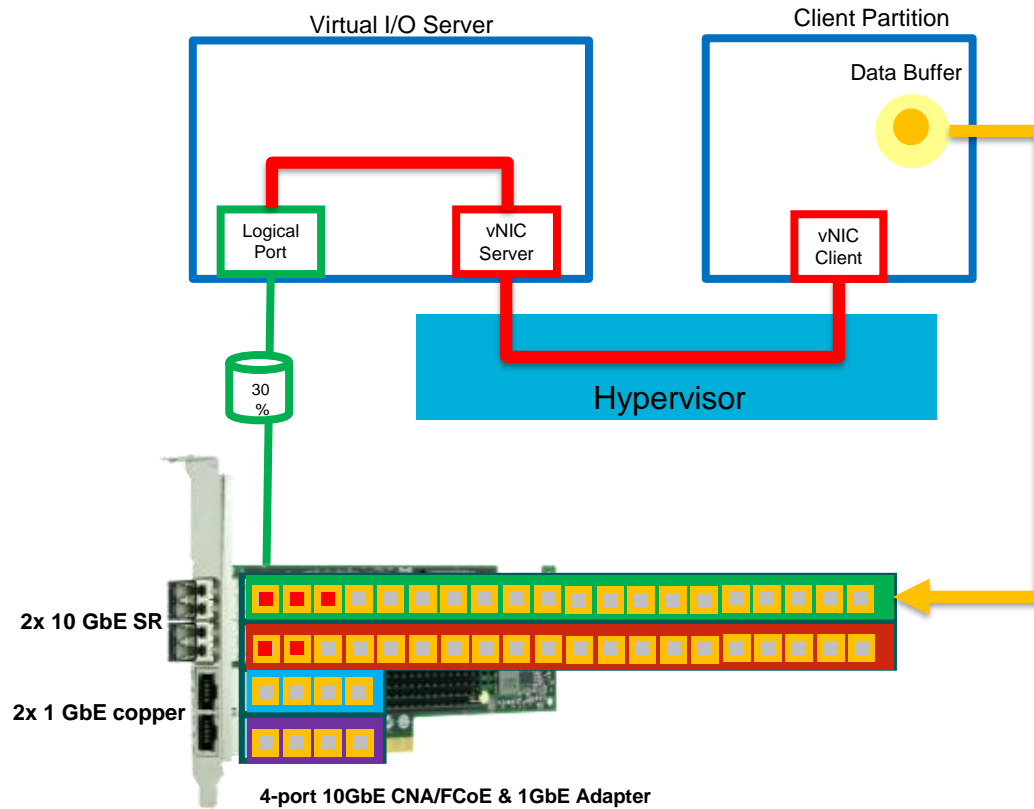 Virtual I/O Server
Client Partition
Data Buffer
Logical
Port
vNIC
Server
vNIC
Client
30
%
Hypervisor
2x 10 GbE SR
2x 1 GbE copper
4-port 10GbE CNA/FCoE & 1GbE Adapter